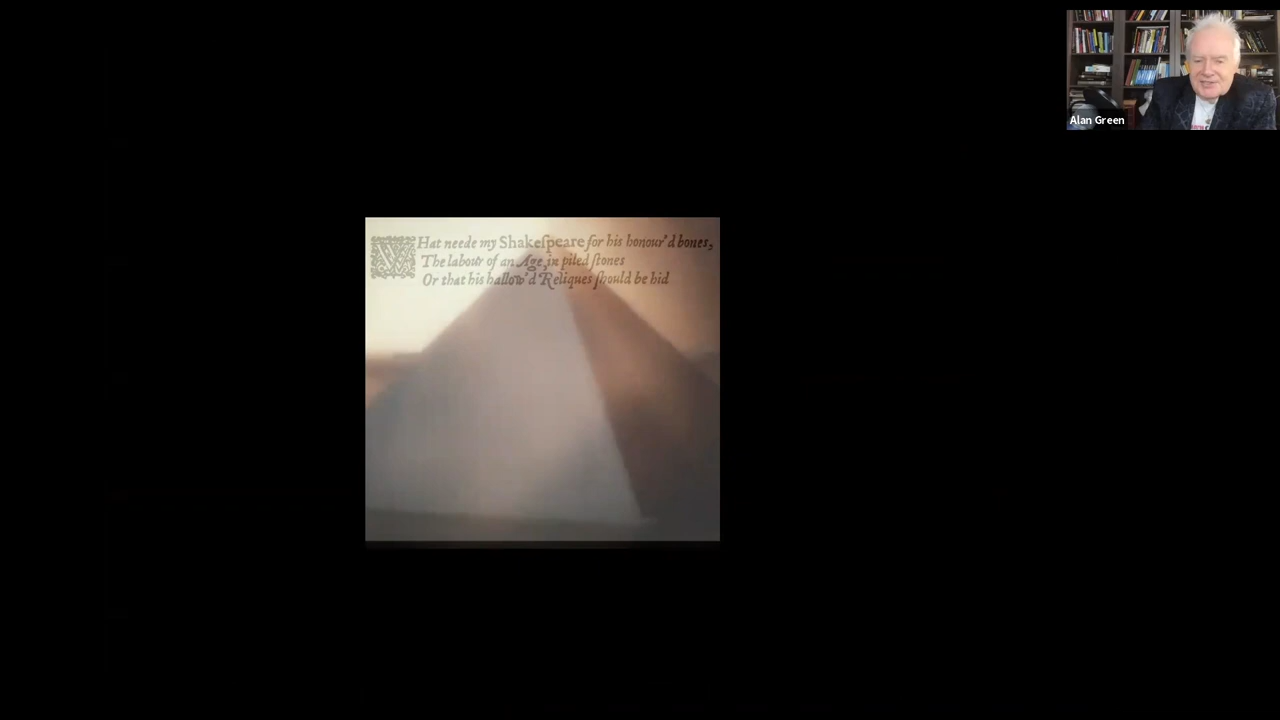 WHat neede my Shakeſpeare for his honour'd bones,
The labour of an Age, in piled ſtones
Or that his hallow'd Reliques ſhould be hid
Alan Green